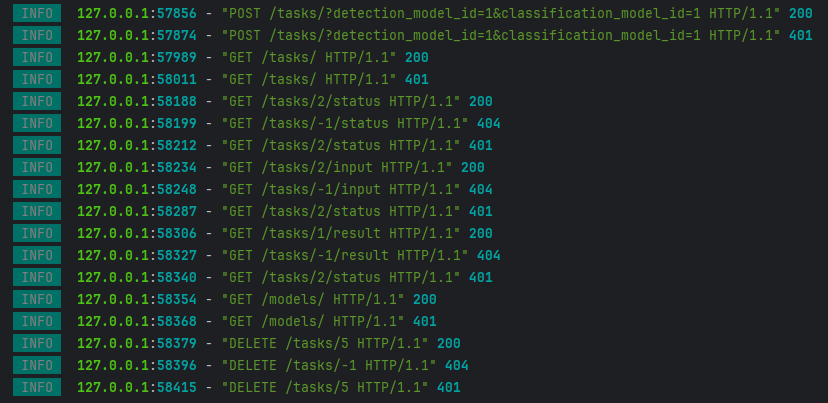 INFO 127.0.0.1:57856 - "POST /tasks/?detection_model_id=1&classification_model_id=1 HTTP/1.1" 200
INFO 127.0.0.1:57874 - "POST /tasks/?detection_model_id=1&classification_model_id=1 HTTP/1.1" 401
INFO 127.0.0.1:57989 - "GET /tasks/ HTTP/1.1" 200
INFO 127.0.0.1:58011 - "GET /tasks/ HTTP/1.1" 401
INFO 127.0.0.1:58188 - "GET /tasks/2/status HTTP/1.1" 200
INFO 127.0.0.1:58199 - "GET /tasks/-1/status HTTP/1.1" 404
INFO 127.0.0.1:58212 - "GET /tasks/2/status HTTP/1.1" 401
INFO 127.0.0.1:58234 - "GET /tasks/2/input HTTP/1.1" 200
INFO 127.0.0.1:58248 - "GET /tasks/-1/input HTTP/1.1" 404
INFO 127.0.0.1:58287 - "GET /tasks/2/status HTTP/1.1" 401
INFO 127.0.0.1:58306 - "GET /tasks/1/result HTTP/1.1" 200
INFO 127.0.0.1:58327 - "GET /tasks/-1/result HTTP/1.1" 404
INFO 127.0.0.1:58340 - "GET /tasks/2/status HTTP/1.1" 401
INFO 127.0.0.1:58354 - "GET /models/ HTTP/1.1" 200
INFO 127.0.0.1:58368 - "GET /models/ HTTP/1.1" 401
INFO 127.0.0.1:58379 - "DELETE /tasks/5 HTTP/1.1" 200
INFO 127.0.0.1:58396 - "DELETE /tasks/-1 HTTP/1.1" 404
INFO 127.0.0.1:58415 - "DELETE /tasks/5 HTTP/1.1" 401